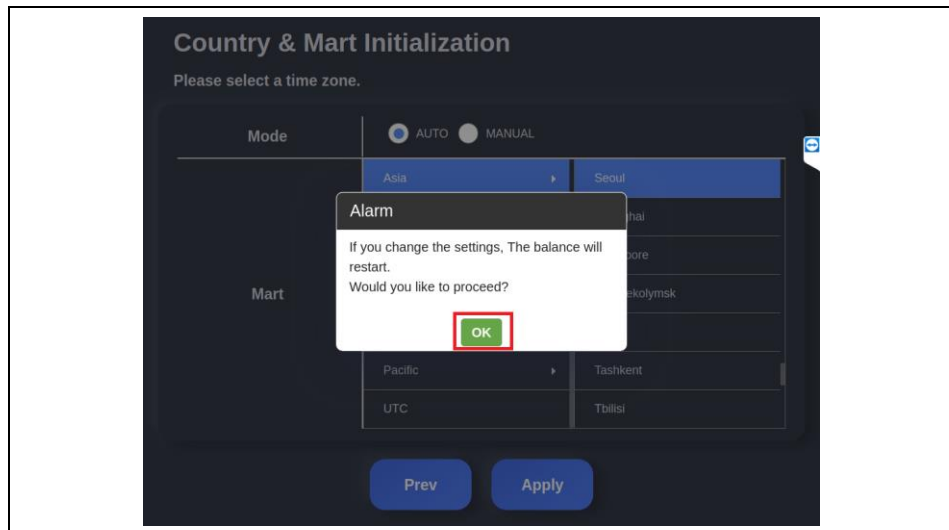 Country & Mart Initialization
Please select a time zone.
Mode
AUTO MANUAL
Asia
Seoul
Alarm
If you change the settings, The balance will
restart.
Would you like to proceed?
Mart
OK
Pacific
Tashkent
UTC
Tbilisi
Prev
Apply